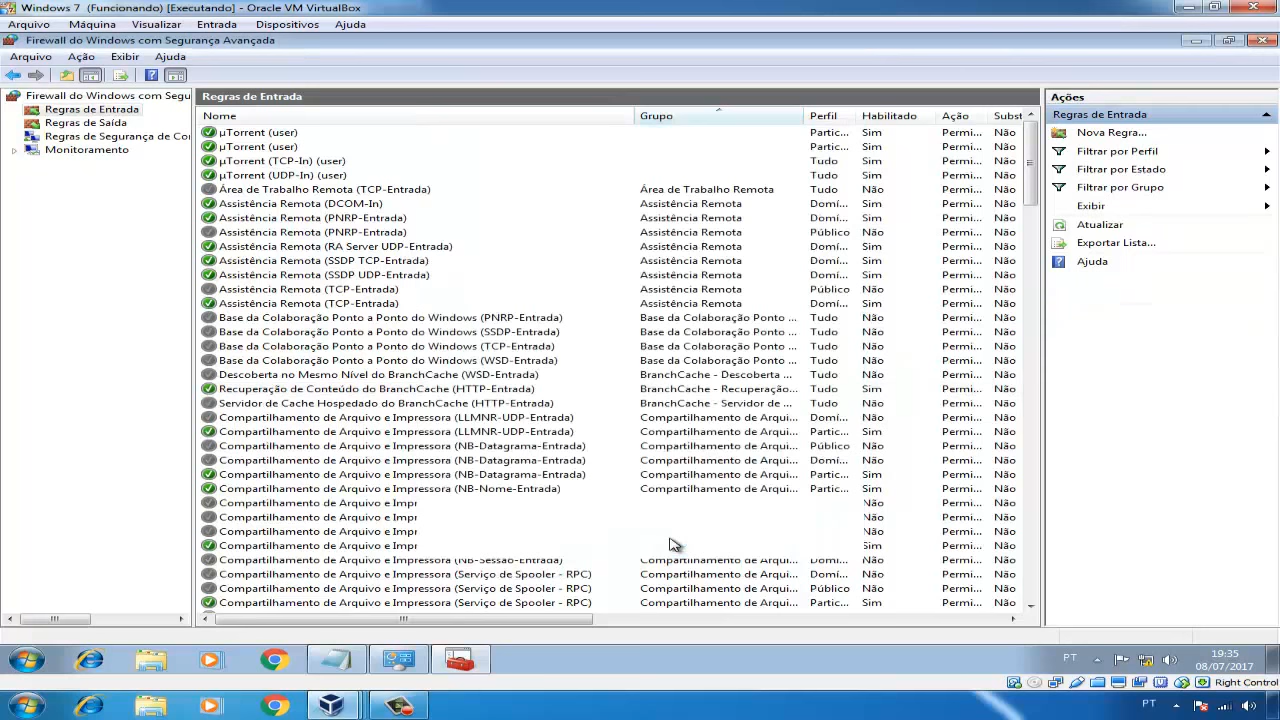 Windows 7 (Funcionando) [Executando] - Oracle VM VirtualBox
Arquivo Máquina Visualizar Entrada Dispositivos Ajuda
Firewall do Windows com Segurança Avançada
Arquivo Ação Exibir Ajuda
Firewall do Windows com Segu
Regras de Entrada
Regras de Saída
Regras de Segurança de Co
Monitoramento
Regras de Entrada
Nome Grupo Perfil Habilitado Ação Subst
µTorrent (user) Partic... Sim Permi... Não
µTorrent (user) Partic... Sim Permi... Não
µTorrent (TCP-In) (user) Tudo Sim Permi... Não
µTorrent (UDP-In) (user) Tudo Sim Permi... Não
Área de Trabalho Remota (TCP-Entrada) Área de Trabalho Remota Tudo Não Permi... Não
Assistência Remota (DCOM-In) Assistência Remota Domí... Sim Permi... Não
Assistência Remota (PNRP-Entrada) Assistência Remota Domí... Sim Permi... Não
Assistência Remota (PNRP-Entrada) Assistência Remota Público Não Permi... Não
Assistência Remota (RA Server UDP-Entrada) Assistência Remota Domí... Sim Permi... Não
Assistência Remota (SSDP TCP-Entrada) Assistência Remota Domí... Sim Permi... Não
Assistência Remota (SSDP UDP-Entrada) Assistência Remota Domí... Sim Permi... Não
Assistência Remota (TCP-Entrada) Assistência Remota Público Não Permi... Não
Assistência Remota (TCP-Entrada) Assistência Remota Domí... Sim Permi... Não
Base da Colaboração Ponto a Ponto do Windows (PNRP-Entrada) Base da Colaboração Ponto ... Tudo Não Permi... Não
Base da Colaboração Ponto a Ponto do Windows (SSDP-Entrada) Base da Colaboração Ponto ... Tudo Não Permi... Não
Base da Colaboração Ponto a Ponto do Windows (TCP-Entrada) Base da Colaboração Ponto ... Tudo Não Permi... Não
Base da Colaboração Ponto a Ponto do Windows (WSD-Entrada) Base da Colaboração Ponto ... Tudo Não Permi... Não
Descoberta no Mesmo Nível do BranchCache (WSD-Entrada) BranchCache - Descoberta ... Tudo Não Permi... Não
Recuperação de Conteúdo do BranchCache (HTTP-Entrada) BranchCache - Recuperação... Tudo Sim Permi... Não
Servidor de Cache Hospedado do BranchCache (HTTP-Entrada) BranchCache - Servidor de ... Tudo Não Permi... Não
Compartilhamento de Arquivo e Impressora (LLMNR-UDP-Entrada) Compartilhamento de Arqui... Domí... Não Permi... Não
Compartilhamento de Arquivo e Impressora (LLMNR-UDP-Entrada) Compartilhamento de Arqui... Partic... Sim Permi... Não
Compartilhamento de Arquivo e Impressora (NB-Datagrama-Entrada) Compartilhamento de Arqui... Público Não Permi... Não
Compartilhamento de Arquivo e Impressora (NB-Datagrama-Entrada) Compartilhamento de Arqui... Domí... Não Permi... Não
Compartilhamento de Arquivo e Impressora (NB-Datagrama-Entrada) Compartilhamento de Arqui... Partic... Sim Permi... Não
Compartilhamento de Arquivo e Impressora (NB-Nome-Entrada) Compartilhamento de Arqui... Partic... Sim Permi... Não
Compartilhamento de Arquivo e Impr Não Permi... Não
Compartilhamento de Arquivo e Impr Não Permi... Não
Compartilhamento de Arquivo e Impr Não Permi... Não
Compartilhamento de Arquivo e Impr Sim Permi... Não
Compartilhamento de Arquivo e Impressora (NB-Sessão-Entrada) Compartilhamento de Arqui... Domí... Não Permi... Não
Compartilhamento de Arquivo e Impressora (Serviço de Spooler - RPC) Compartilhamento de Arqui... Domí... Não Permi... Não
Compartilhamento de Arquivo e Impressora (Serviço de Spooler - RPC) Compartilhamento de Arqui... Público Não Permi... Não
Compartilhamento de Arquivo e Impressora (Serviço de Spooler - RPC) Compartilhamento de Arqui... Partic... Sim Permi... Não
Ações
Regras de Entrada
Nova Regra...
Filtrar por Perfil
Filtrar por Estado
Filtrar por Grupo
Exibir
Atualizar
Exportar Lista...
Ajuda
PT 19:35
08/07/2017
Right Control
PT